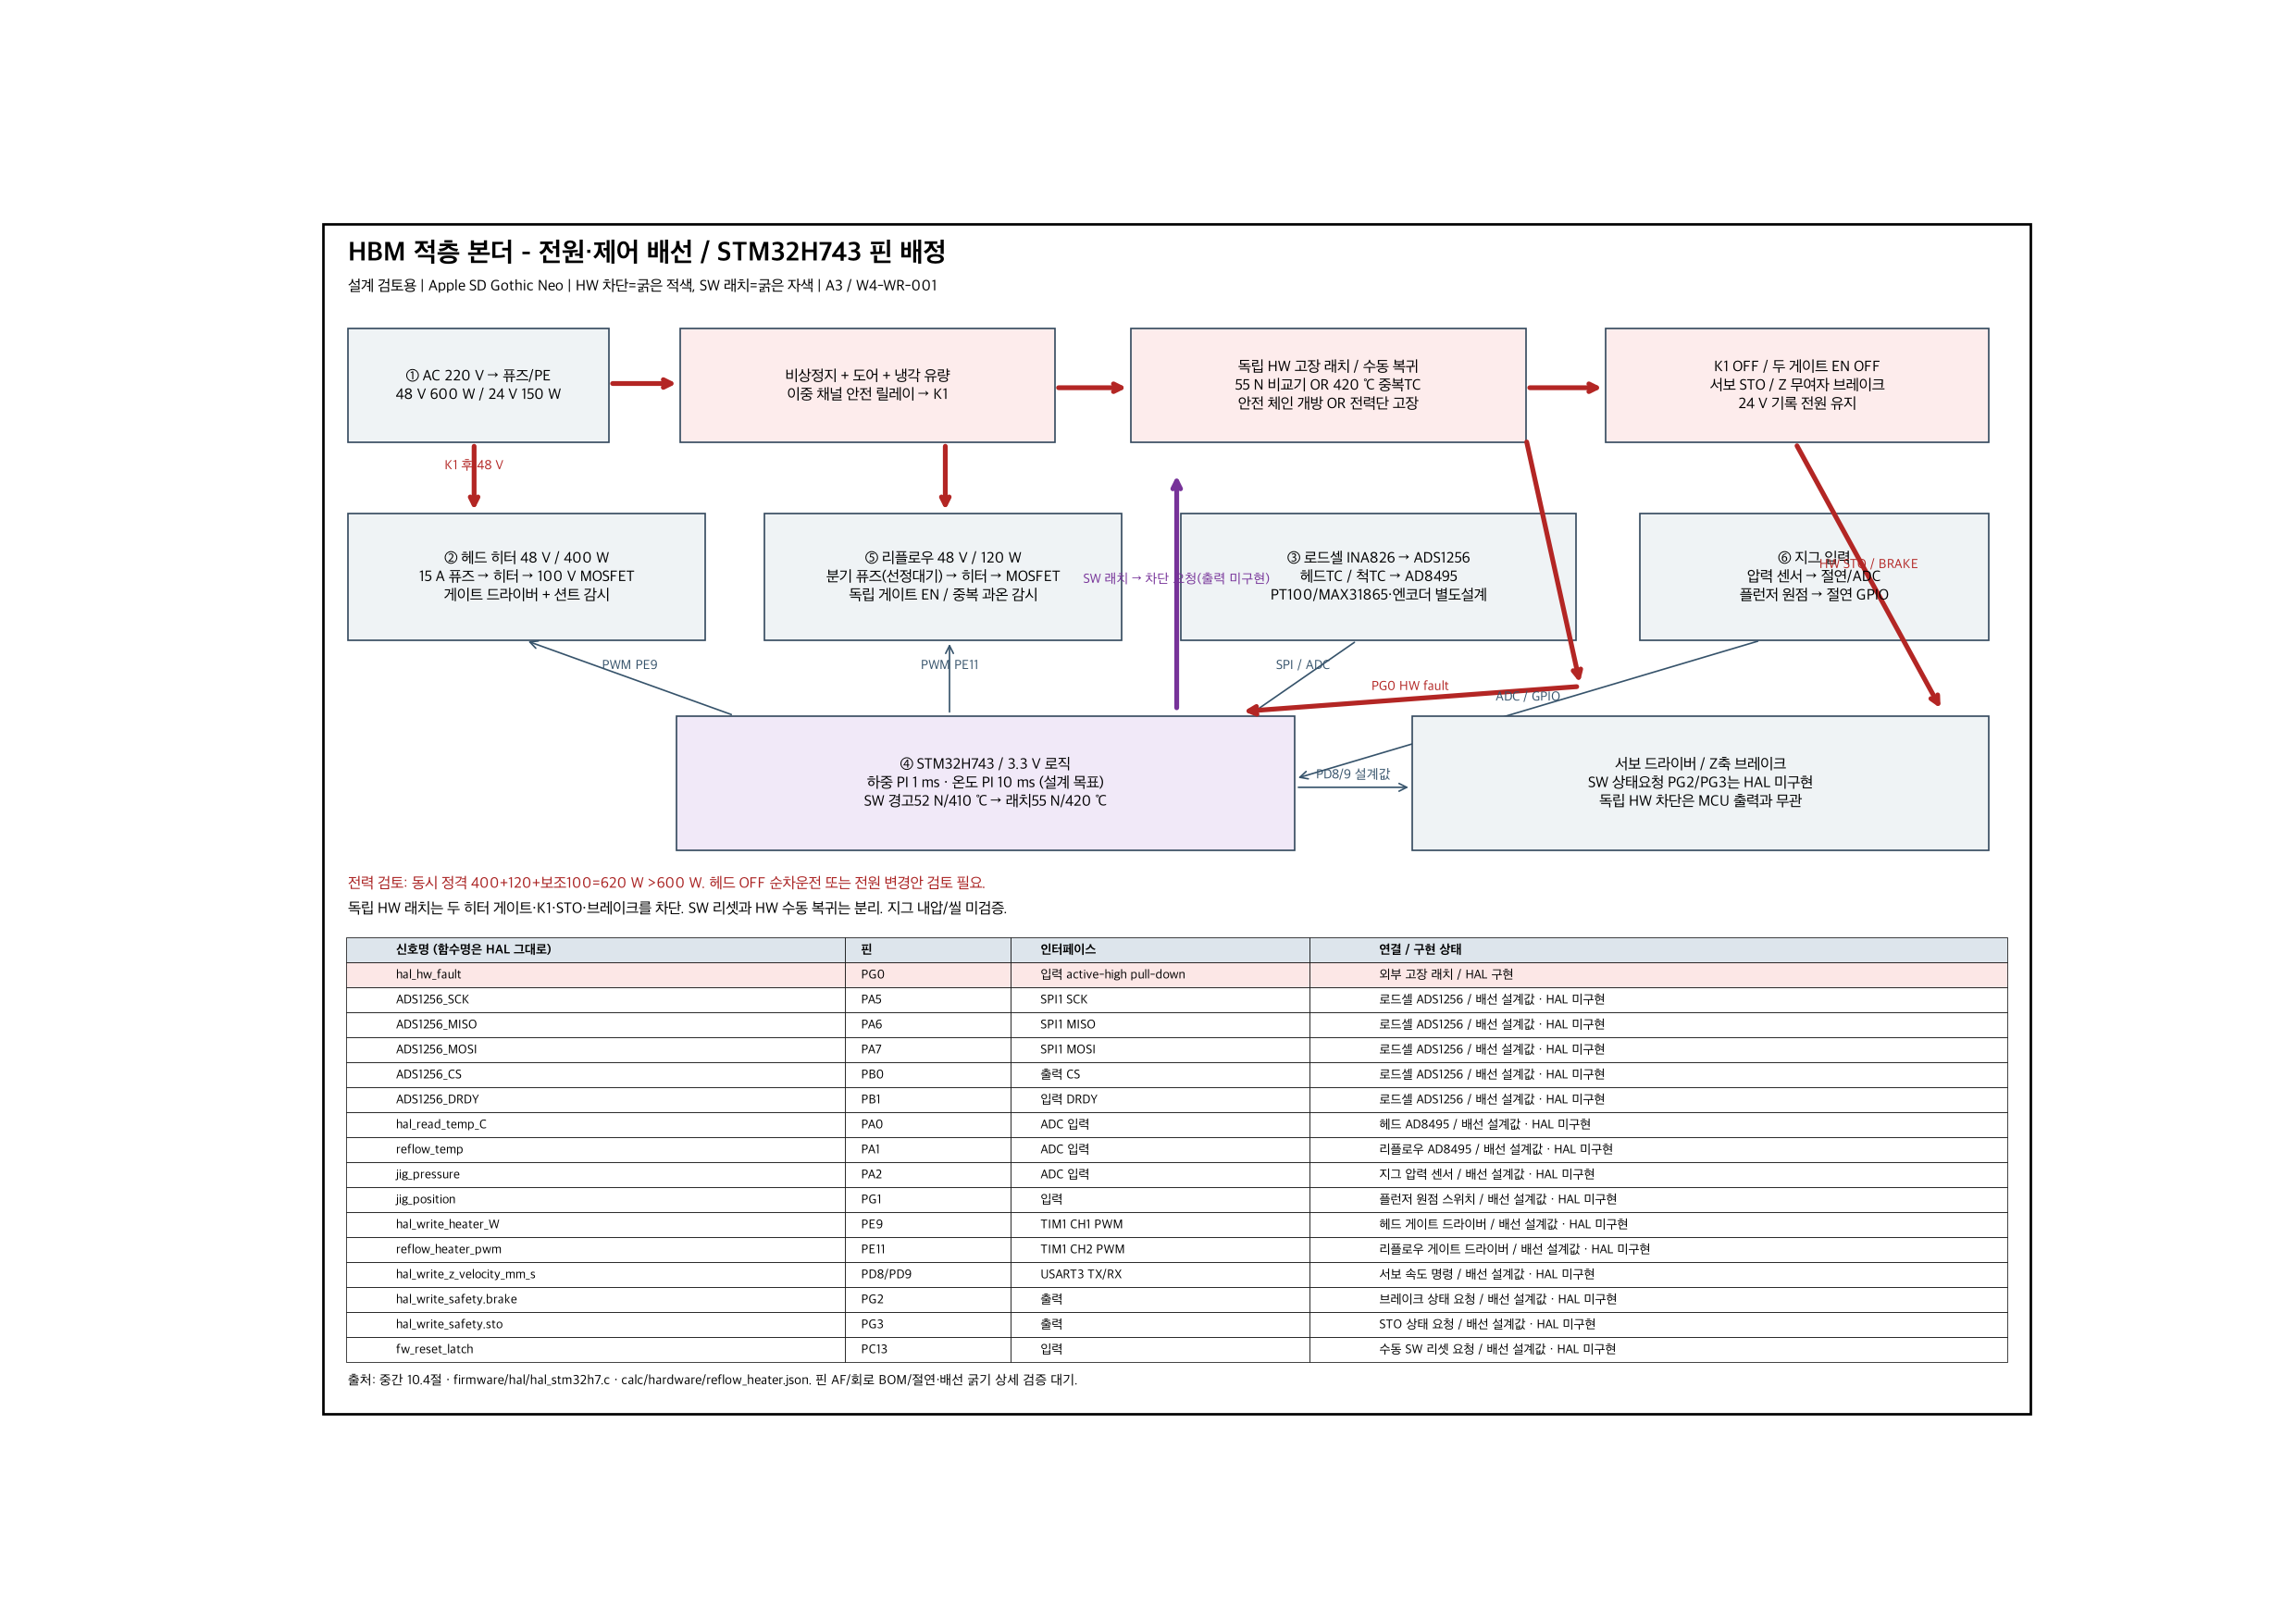 HBM 적층 본더 - 전원·제어 배선 / STM32H743 핀 배정
설계 검토용 | Apple SD Gothic Neo | HW 차단=굵은 적색, SW 래치=굵은 자색 | A3 / W4-WR-001
① AC 220 V → 퓨즈/PE
48 V 600 W / 24 V 150 W
비상정지 + 도어 + 냉각 유량
이중 채널 안전 릴레이 → K1
독립 HW 고장 래치 / 수동 복귀
55 N 비교기 OR 420 ℃ 중복TC
안전 체인 개방 OR 전력단 고장
K1 OFF / 두 게이트 EN OFF
서보 STO / Z 무여자 브레이크
24 V 기록 전원 유지
K1 후 48 V
② 헤드 히터 48 V / 400 W
15 A 퓨즈 → 히터 → 100 V MOSFET
게이트 드라이버 + 션트 감시
⑤ 리플로우 48 V / 120 W
분기 퓨즈(선정대기) → 히터 → MOSFET
독립 게이트 EN / 중복 과온 감시
SW 래치 → 차단 요청(출력 미구현)
③ 로드셀 INA826 → ADS1256
헤드TC / 척TC → AD8495
PT100/MAX31865·엔코더 별도설계
⑥ 지그 입력
압력 센서 → 절연/ADC
플런저 원점 → 절연 GPIO
HW STO / BRAKE
PWM PE9
PWM PE11
SPI / ADC
PG0 HW fault
ADC / GPIO
④ STM32H743 / 3.3 V 로직
하중 PI 1 ms · 온도 PI 10 ms (설계 목표)
SW 경고52 N/410 ℃ → 래치55 N/420 ℃
PD8/9 설계값
서보 드라이버 / Z축 브레이크
SW 상태요청 PG2/PG3는 HAL 미구현
독립 HW 차단은 MCU 출력과 무관
전력 검토: 동시 정격 400+120+보조100=620 W >600 W. 헤드 OFF 순차운전 또는 전원 변경안 검토 필요.
독립 HW 래치는 두 히터 게이트·K1·STO·브레이크를 차단. SW 리셋과 HW 수동 복귀는 분리. 지그 내압/씰 미검증.
신호명 (함수명은 HAL 그대로) 핀 인터페이스 연결 / 구현 상태
hal_hw_fault PG0 입력 active-high pull-down 외부 고장 래치 / HAL 구현
ADS1256_SCK PA5 SPI1 SCK 로드셀 ADS1256 / 배선 설계값 · HAL 미구현
ADS1256_MISO PA6 SPI1 MISO 로드셀 ADS1256 / 배선 설계값 · HAL 미구현
ADS1256_MOSI PA7 SPI1 MOSI 로드셀 ADS1256 / 배선 설계값 · HAL 미구현
ADS1256_CS PB0 출력 CS 로드셀 ADS1256 / 배선 설계값 · HAL 미구현
ADS1256_DRDY PB1 입력 DRDY 로드셀 ADS1256 / 배선 설계값 · HAL 미구현
hal_read_temp_C PA0 ADC 입력 헤드 AD8495 / 배선 설계값 · HAL 미구현
reflow_temp PA1 ADC 입력 리플로우 AD8495 / 배선 설계값 · HAL 미구현
jig_pressure PA2 ADC 입력 지그 압력 센서 / 배선 설계값 · HAL 미구현
jig_position PG1 입력 플런저 원점 스위치 / 배선 설계값 · HAL 미구현
hal_write_heater_W PE9 TIM1 CH1 PWM 헤드 게이트 드라이버 / 배선 설계값 · HAL 미구현
reflow_heater_pwm PE11 TIM1 CH2 PWM 리플로우 게이트 드라이버 / 배선 설계값 · HAL 미구현
hal_write_z_velocity_mm_s PD8/PD9 USART3 TX/RX 서보 속도 명령 / 배선 설계값 · HAL 미구현
hal_write_safety.brake PG2 출력 브레이크 상태 요청 / 배선 설계값 · HAL 미구현
hal_write_safety.sto PG3 출력 STO 상태 요청 / 배선 설계값 · HAL 미구현
fw_reset_latch PC13 입력 수동 SW 리셋 요청 / 배선 설계값 · HAL 미구현
출처: 중간 10.4절 · firmware/hal/hal_stm32h7.c · calc/hardware/reflow_heater.json. 핀 AF/회로 BOM/절연·배선 굵기 상세 검증 대기.